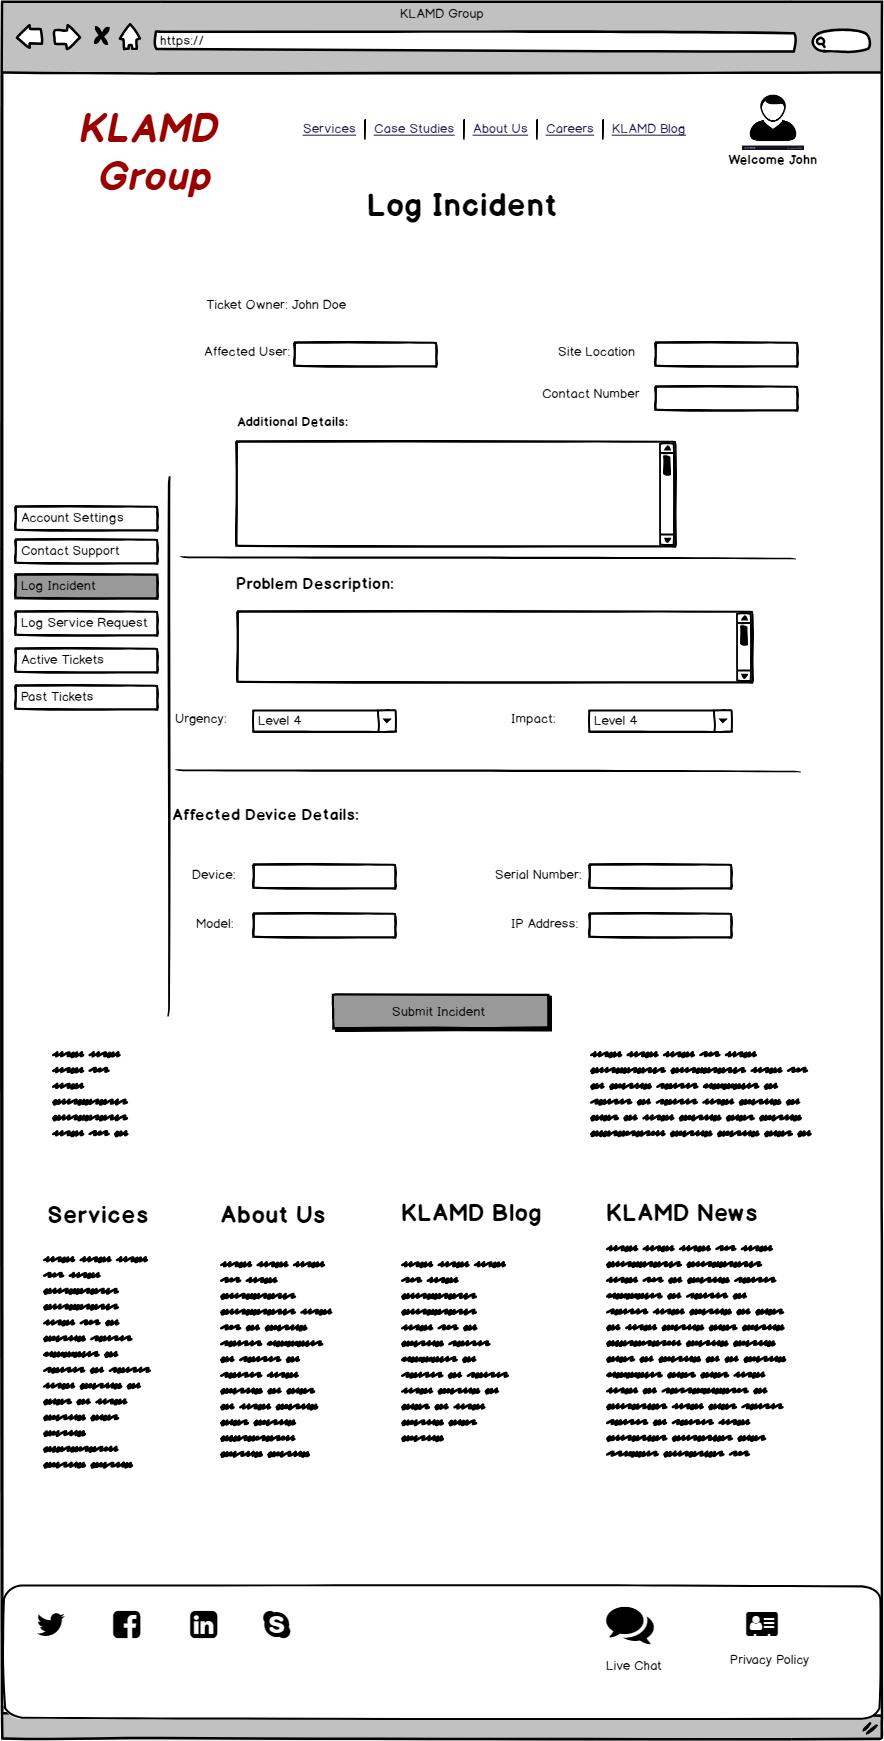 KLAMD Group
https://
KLAMD
Group
Services
Case Studies
About Us
Careers
KLAMD Blog
Welcome John
Log Incident
Ticket Owner: John Doe
Affected User:
Site Location
Contact Number
Additional Details:
Account Settings
Contact Support
Log Incident
Log Service Request
Active Tickets
Past Tickets
Problem Description:
Urgency:
Level 4
Impact:
Level 4
Affected Device Details:
Device:
Serial Number:
Model:
IP Address:
Submit Incident
Services
About Us
KLAMD Blog
KLAMD News
Live Chat
Privacy Policy